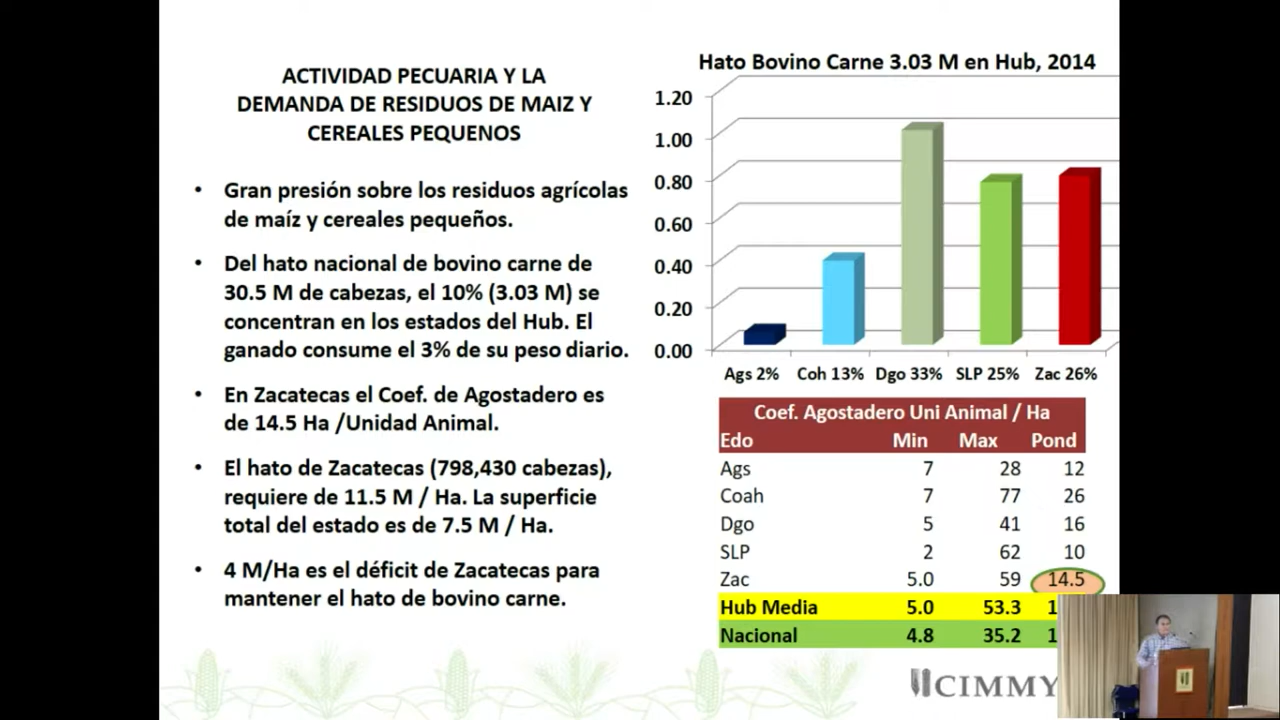 ACTIVIDAD PECUARIA Y LA
DEMANDA DE RESIDUOS DE MAIZ Y
CEREALES PEQUENOS
• Gran presión sobre los residuos agrícolas
de maíz y cereales pequeños.
• Del hato nacional de bovino carne de
30.5 M de cabezas, el 10% (3.03 M) se
concentran en los estados del Hub. El
ganado consume el 3% de su peso diario.
• En Zacatecas el Coef. de Agostadero es
de 14.5 Ha /Unidad Animal.
• El hato de Zacatecas (798,430 cabezas),
requiere de 11.5 M / Ha. La superficie
total del estado es de 7.5 M / Ha.
• 4 M/Ha es el déficit de Zacatecas para
mantener el hato de bovino carne.
Hato Bovino Carne 3.03 M en Hub, 2014
1.20
1.00
0.80
0.60
0.40
0.20
0.00
Ags 2% Coh 13% Dgo 33% SLP 25% Zac 26%
Coef. Agostadero Uni Animal / Ha
Edo Min Max Pond
Ags 7 28 12
Coah 7 77 26
Dgo 5 41 16
SLP 2 62 10
Zac 5.0 59 14.5
Hub Media 5.0 53.3
Nacional 4.8 35.2
CIMMY